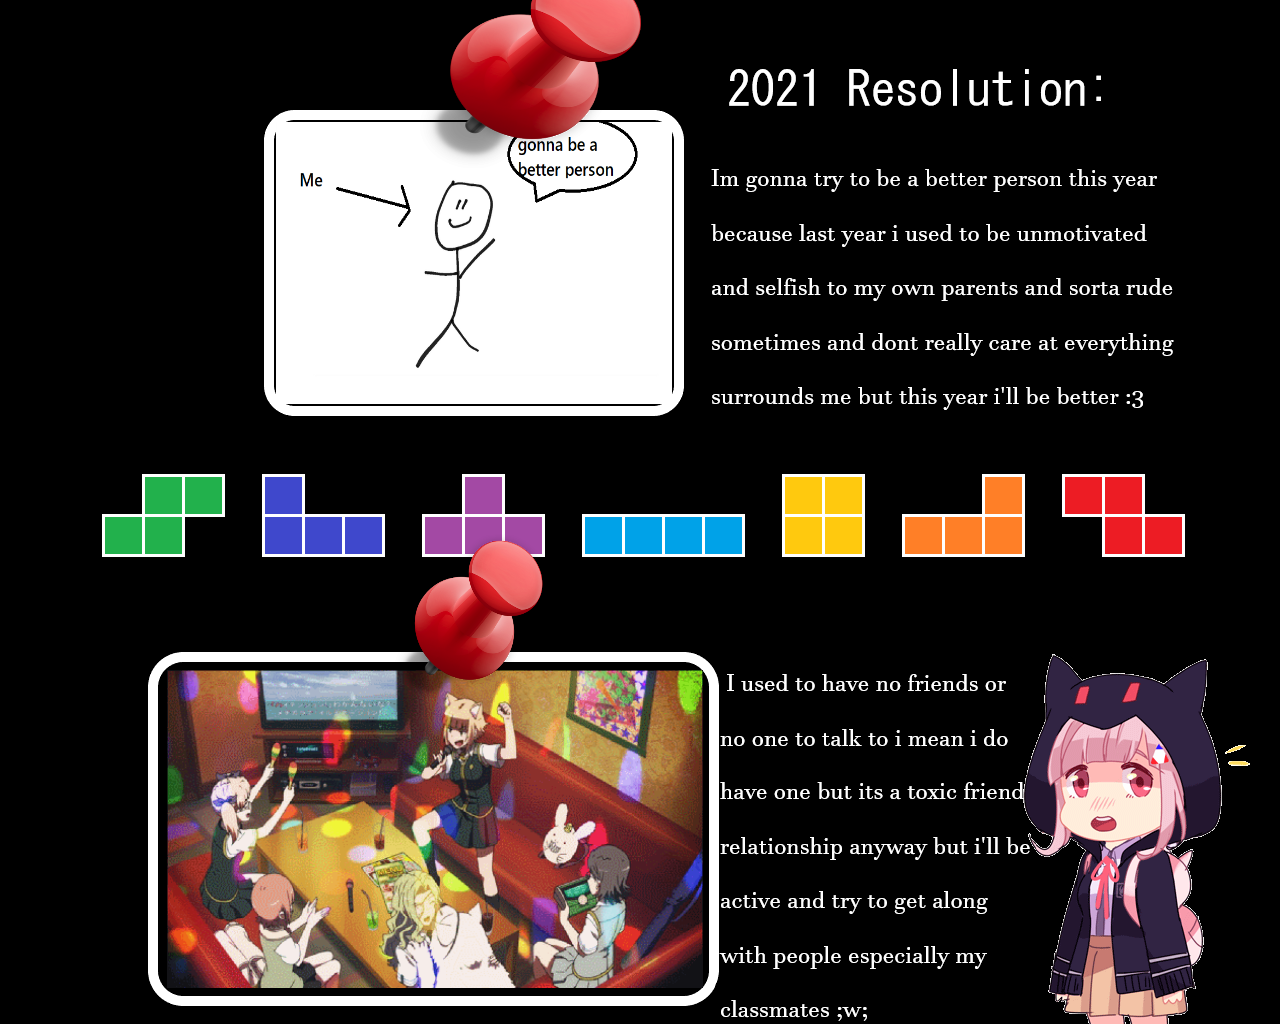 2021 Resolution:
gonna be a
better person
Me
Im gonna try to be a better person this year
because last year i used to be unmotivated
and selfish to my own parents and sorta rude
sometimes and dont really care at everything
surrounds me but this year i'll be better :3
I used to have no friends or
no one to talk to i mean i do
have one but its a toxic friend
relationship anyway but i'll be
active and try to get along
with people especially my
classmates ;w;